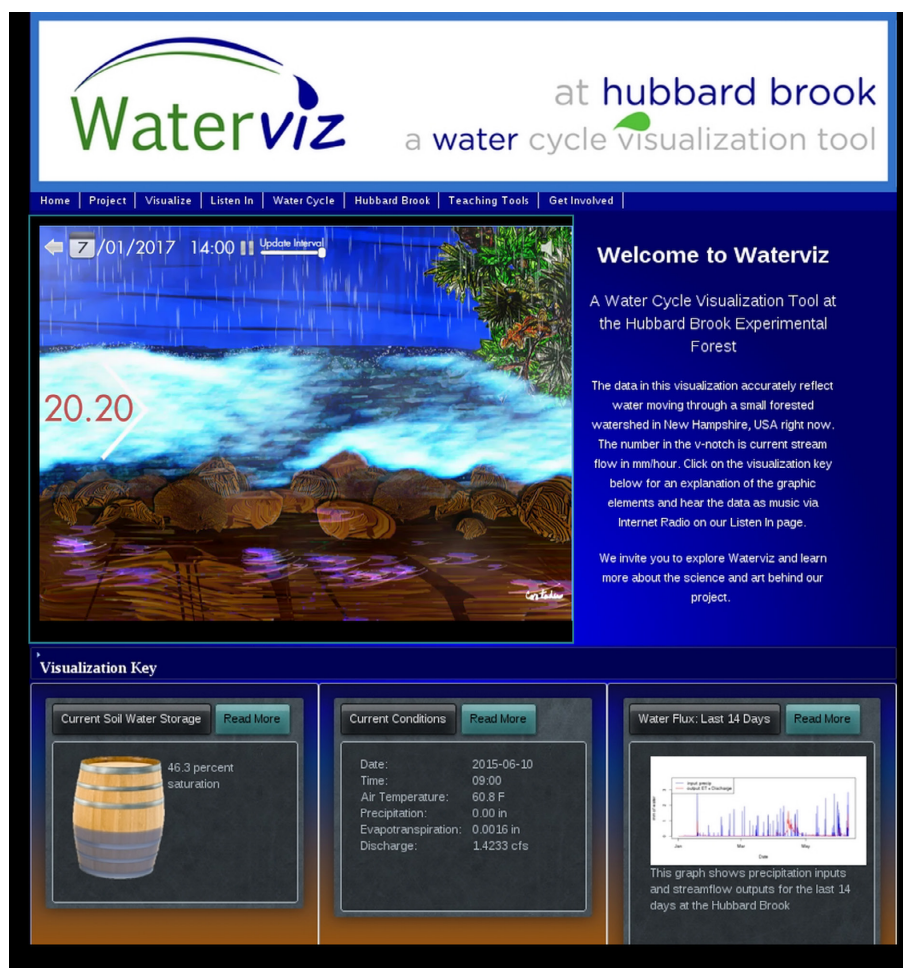 Waterviz
at hubbard brook
a water cycle visualization tool
Home Project Visualize Listen In Water Cycle Hubbard Brook Teaching Tools Get Involved
7/01/2017 14:00 Update Interval
20.20
Welcome to Waterviz
A Water Cycle Visualization Tool at
the Hubbard Brook Experimental
Forest
The data in this visualization accurately reflect
water moving through a small forested
watershed in New Hampshire, USA right now.
The number in the v-notch is current stream
flow in mm/hour. Click on the visualization key
below for an explanation of the graphic
elements and hear the data as music via
Internet Radio on our Listen In page.
We invite you to explore Waterviz and learn
more about the science and art behind our
project.
Visualization Key
Current Soil Water Storage Read More
46.3 percent
saturation
Current Conditions Read More
Date: 2015-06-10
Time: 09:00
Air Temperature: 60.8 F
Precipitation: 0.00 in
Evapotranspiration: 0.0016 in
Discharge: 1.4233 cfs
Water Flux: Last 14 Days Read More
input precip
output ET + Discharge
Jan Mar May
Date
This graph shows precipitation inputs
and streamflow outputs for the last 14
days at the Hubbard Brook